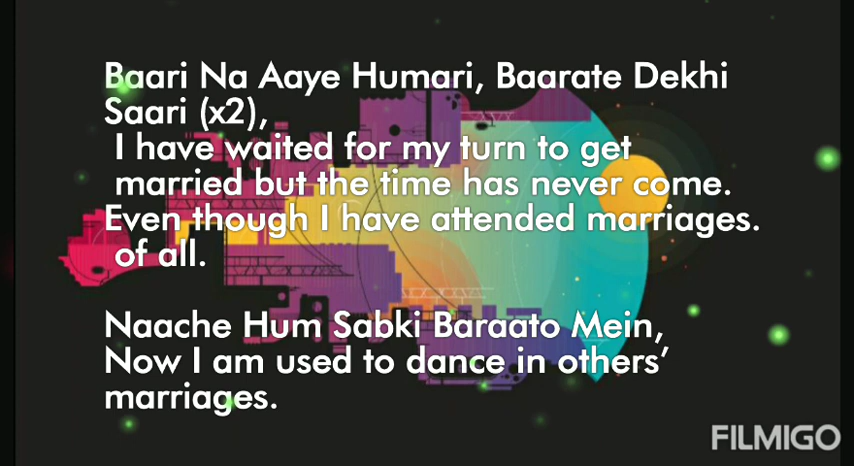 Baari Na Aaye Humari, Baarate Dekhi
Saari (x2),
I have waited for my turn to get
married but the time has never come.
Even though I have attended marriages.
of all.
Naache Hum Sabki Baraato Mein,
Now I am used to dance in others’
marriages.
FILMIGO